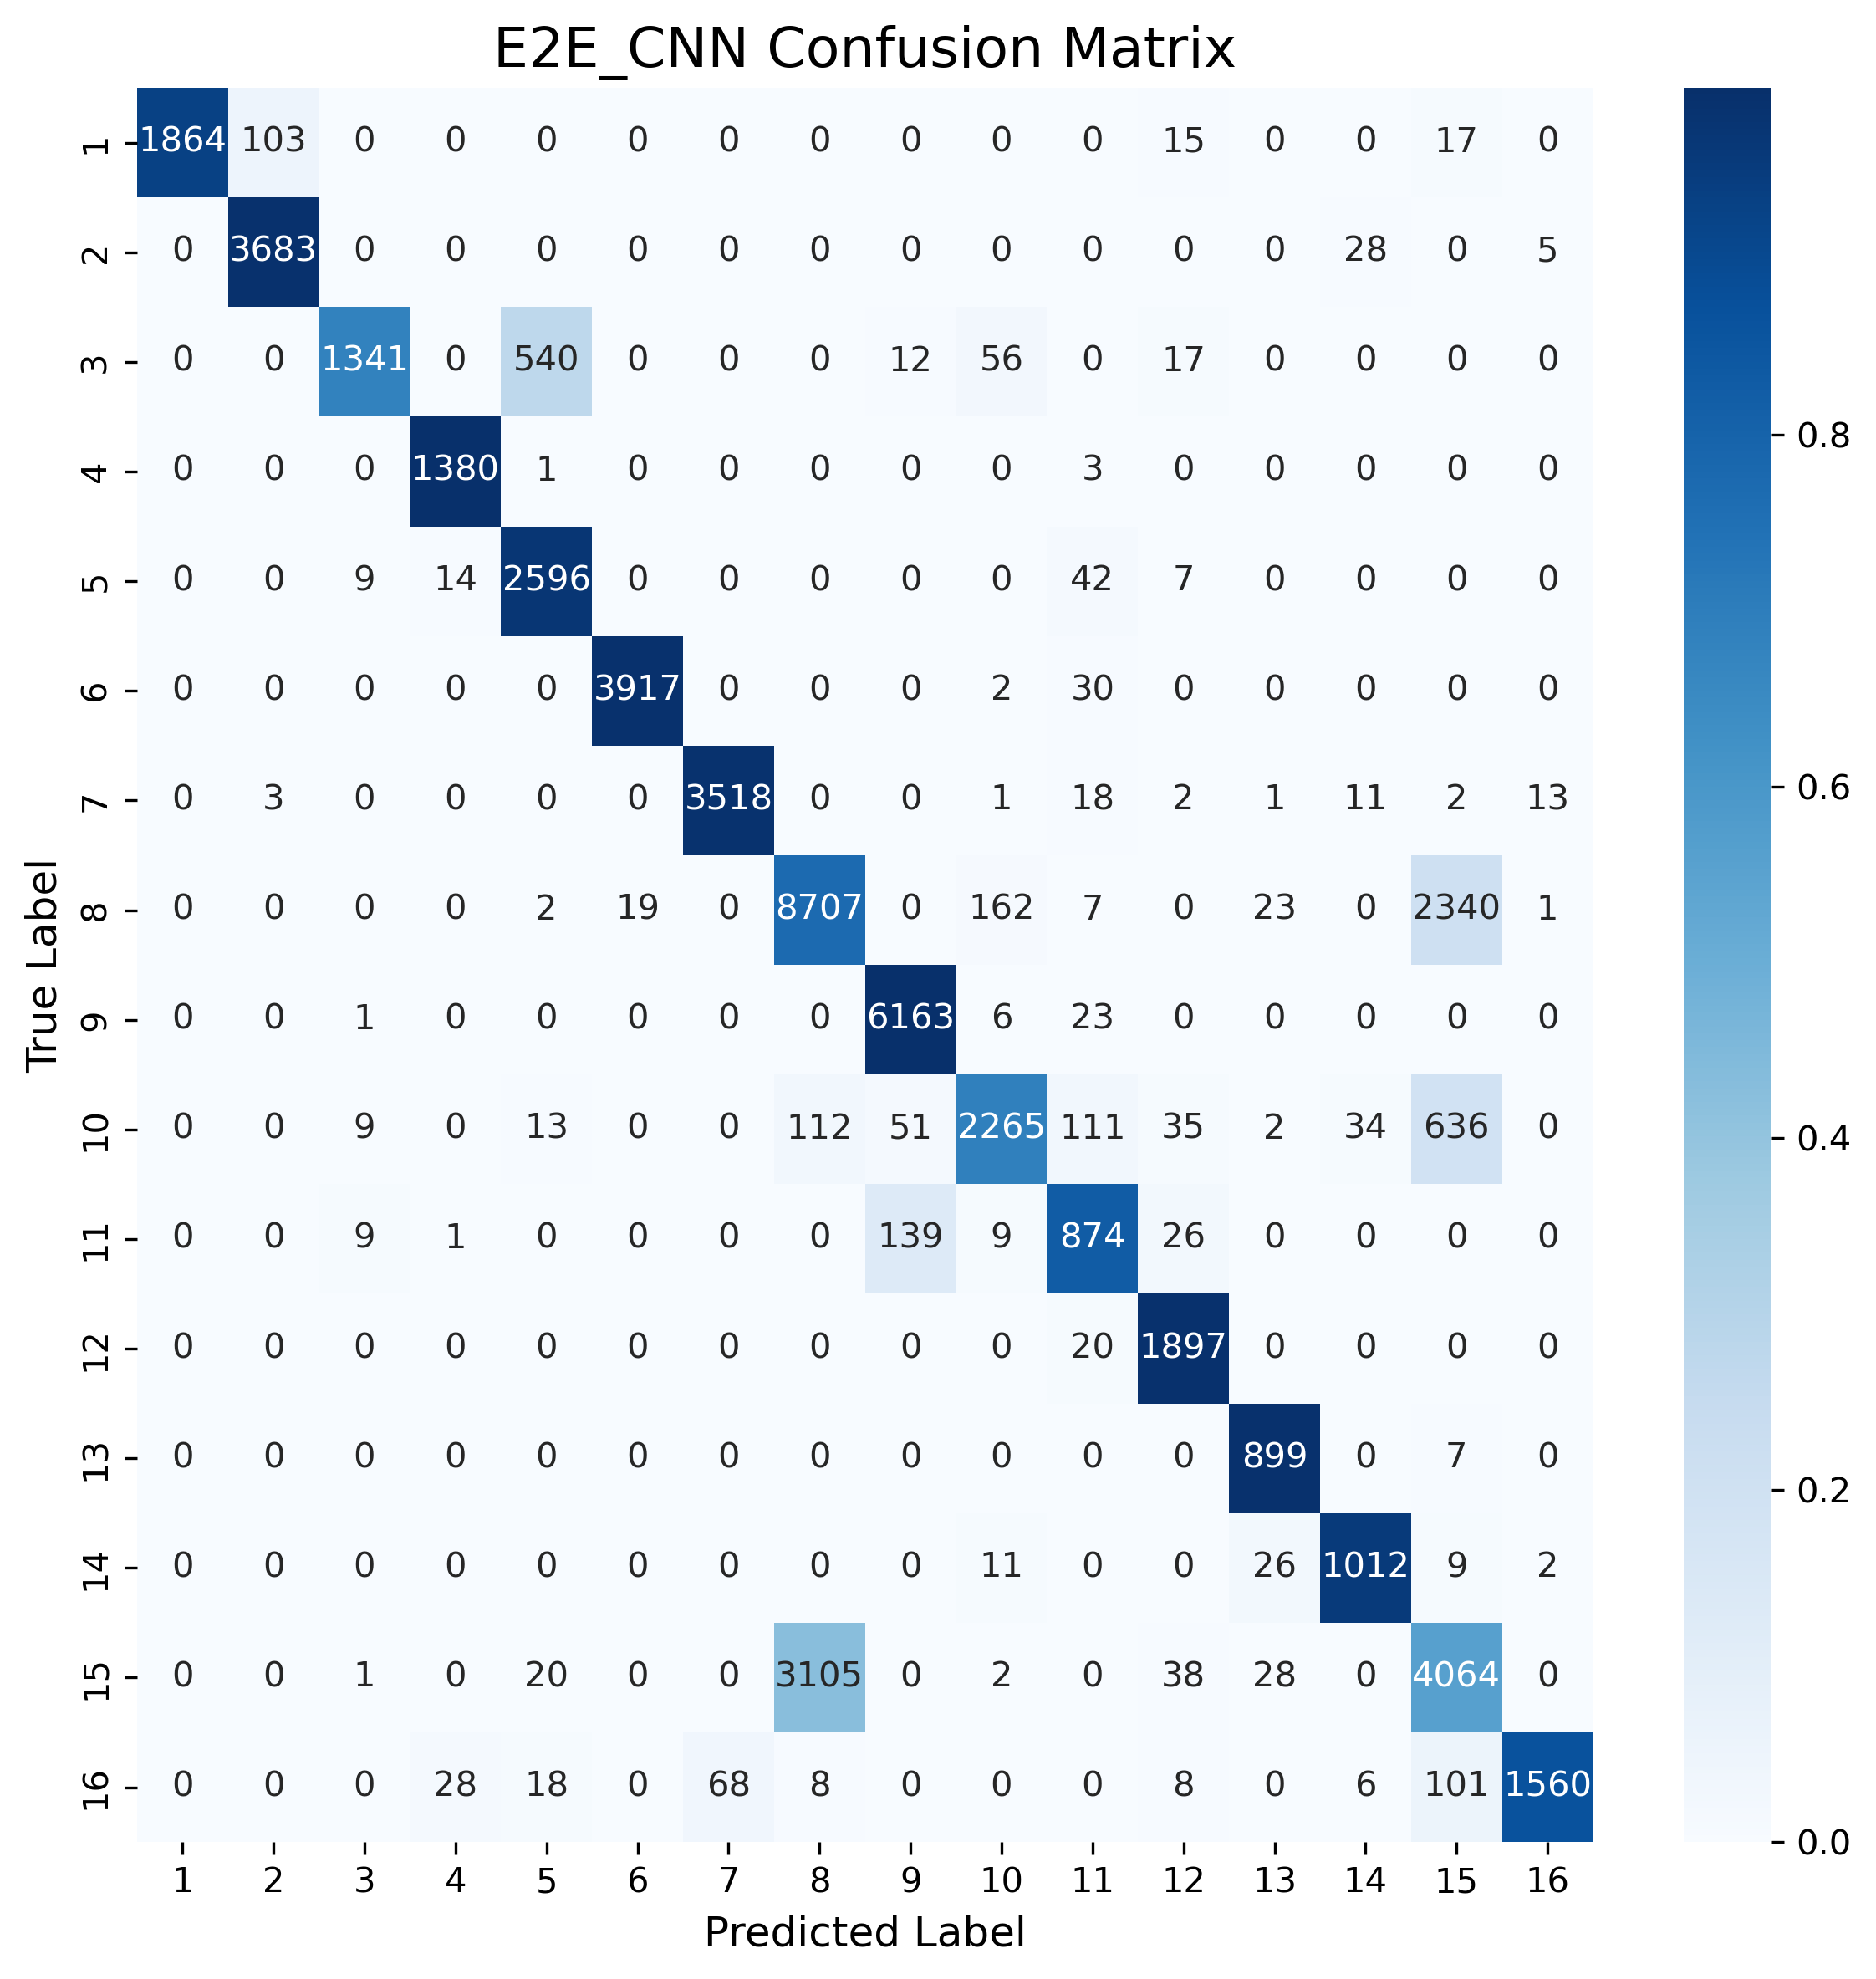 E2E_CNN Confusion Matrix
True Label
1 1864 103 0 0 0 0 0 0 0 0 0 15 0 0 17 0
2 0 3683 0 0 0 0 0 0 0 0 0 0 0 28 0 5
3 0 0 1341 0 540 0 0 0 12 56 0 17 0 0 0 0
4 0 0 0 1380 1 0 0 0 0 0 3 0 0 0 0 0
5 0 0 9 14 2596 0 0 0 0 0 42 7 0 0 0 0
6 0 0 0 0 0 3917 0 0 0 2 30 0 0 0 0 0
7 0 3 0 0 0 0 3518 0 0 1 18 2 1 11 2 13
8 0 0 0 0 2 19 0 8707 0 162 7 0 23 0 2340 1
9 0 0 1 0 0 0 0 0 6163 6 23 0 0 0 0 0
10 0 0 9 0 13 0 0 112 51 2265 111 35 2 34 636 0
11 0 0 9 1 0 0 0 0 139 9 874 26 0 0 0 0
12 0 0 0 0 0 0 0 0 0 0 20 1897 0 0 0 0
13 0 0 0 0 0 0 0 0 0 0 0 0 899 0 7 0
14 0 0 0 0 0 0 0 0 0 11 0 0 26 1012 9 2
15 0 0 1 0 20 0 0 3105 0 2 0 38 28 0 4064 0
16 0 0 0 28 18 0 68 8 0 0 0 8 0 6 101 1560
1 2 3 4 5 6 7 8 9 10 11 12 13 14 15 16
Predicted Label
0.8
0.6
0.4
0.2
0.0